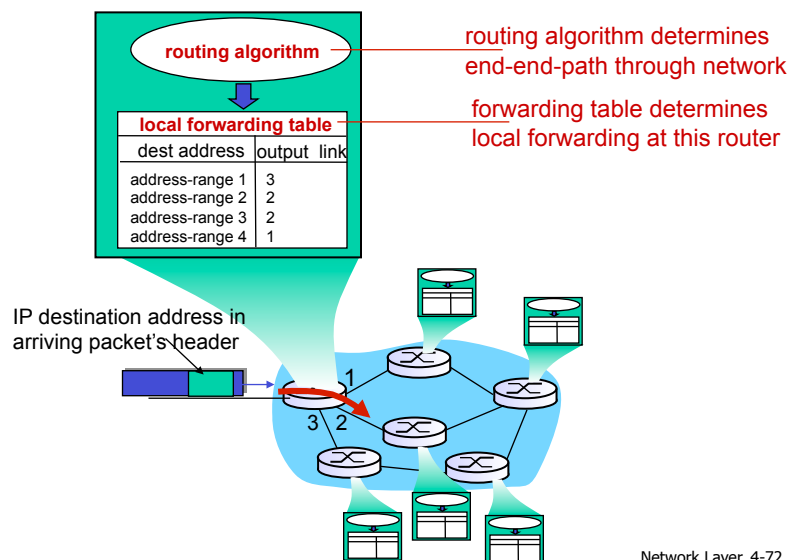 routing algorithm
routing algorithm determines
end-end-path through network
local forwarding table
forwarding table determines
local forwarding at this router
dest address output link
address-range 1 3
address-range 2 2
address-range 3 2
address-range 4 1
IP destination address in
arriving packet's header
1
3 2
Network Layer 4-72